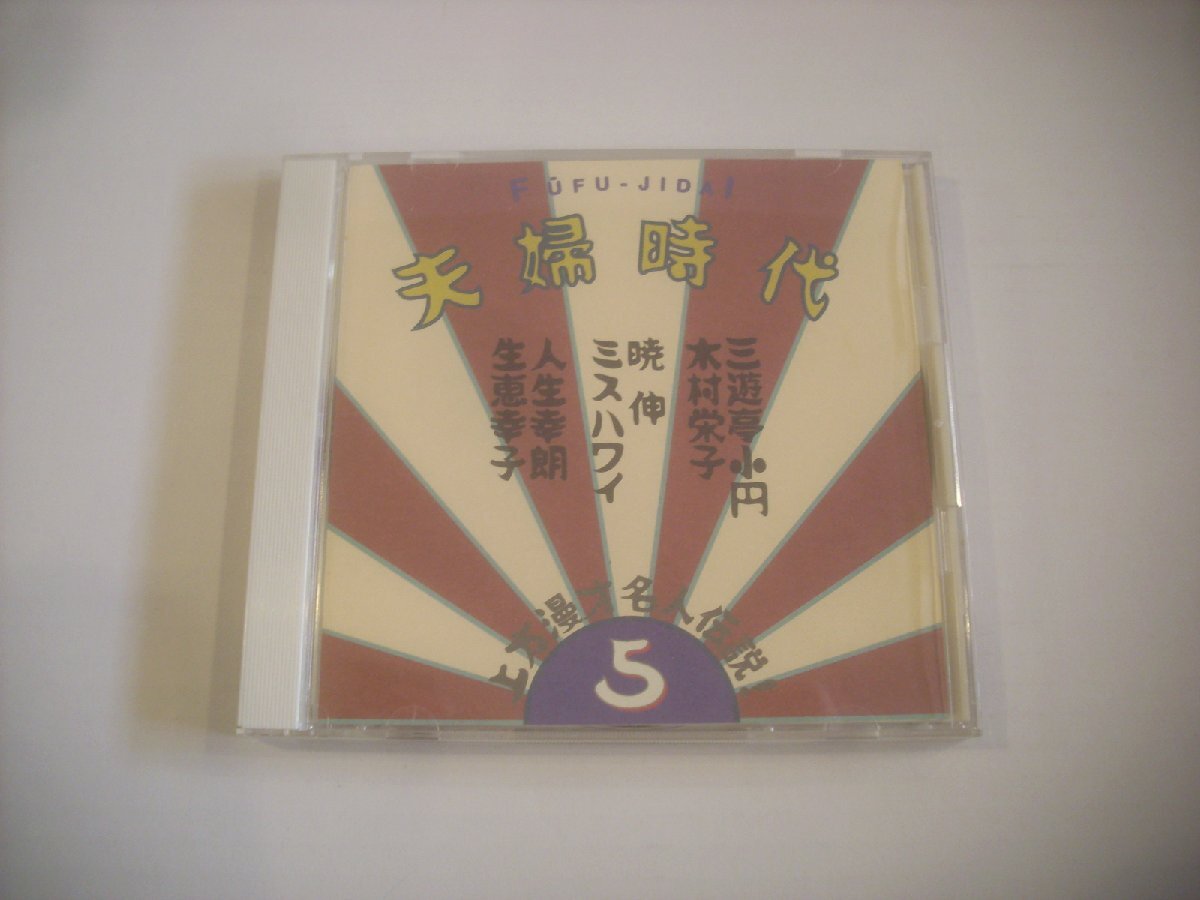 FŪFU-JIDAI
夫婦時代
三遊亭小円
木村栄子
暁伸
ミスハワイ
人生幸朗
生恵幸子
上方漫才名人伝説
5